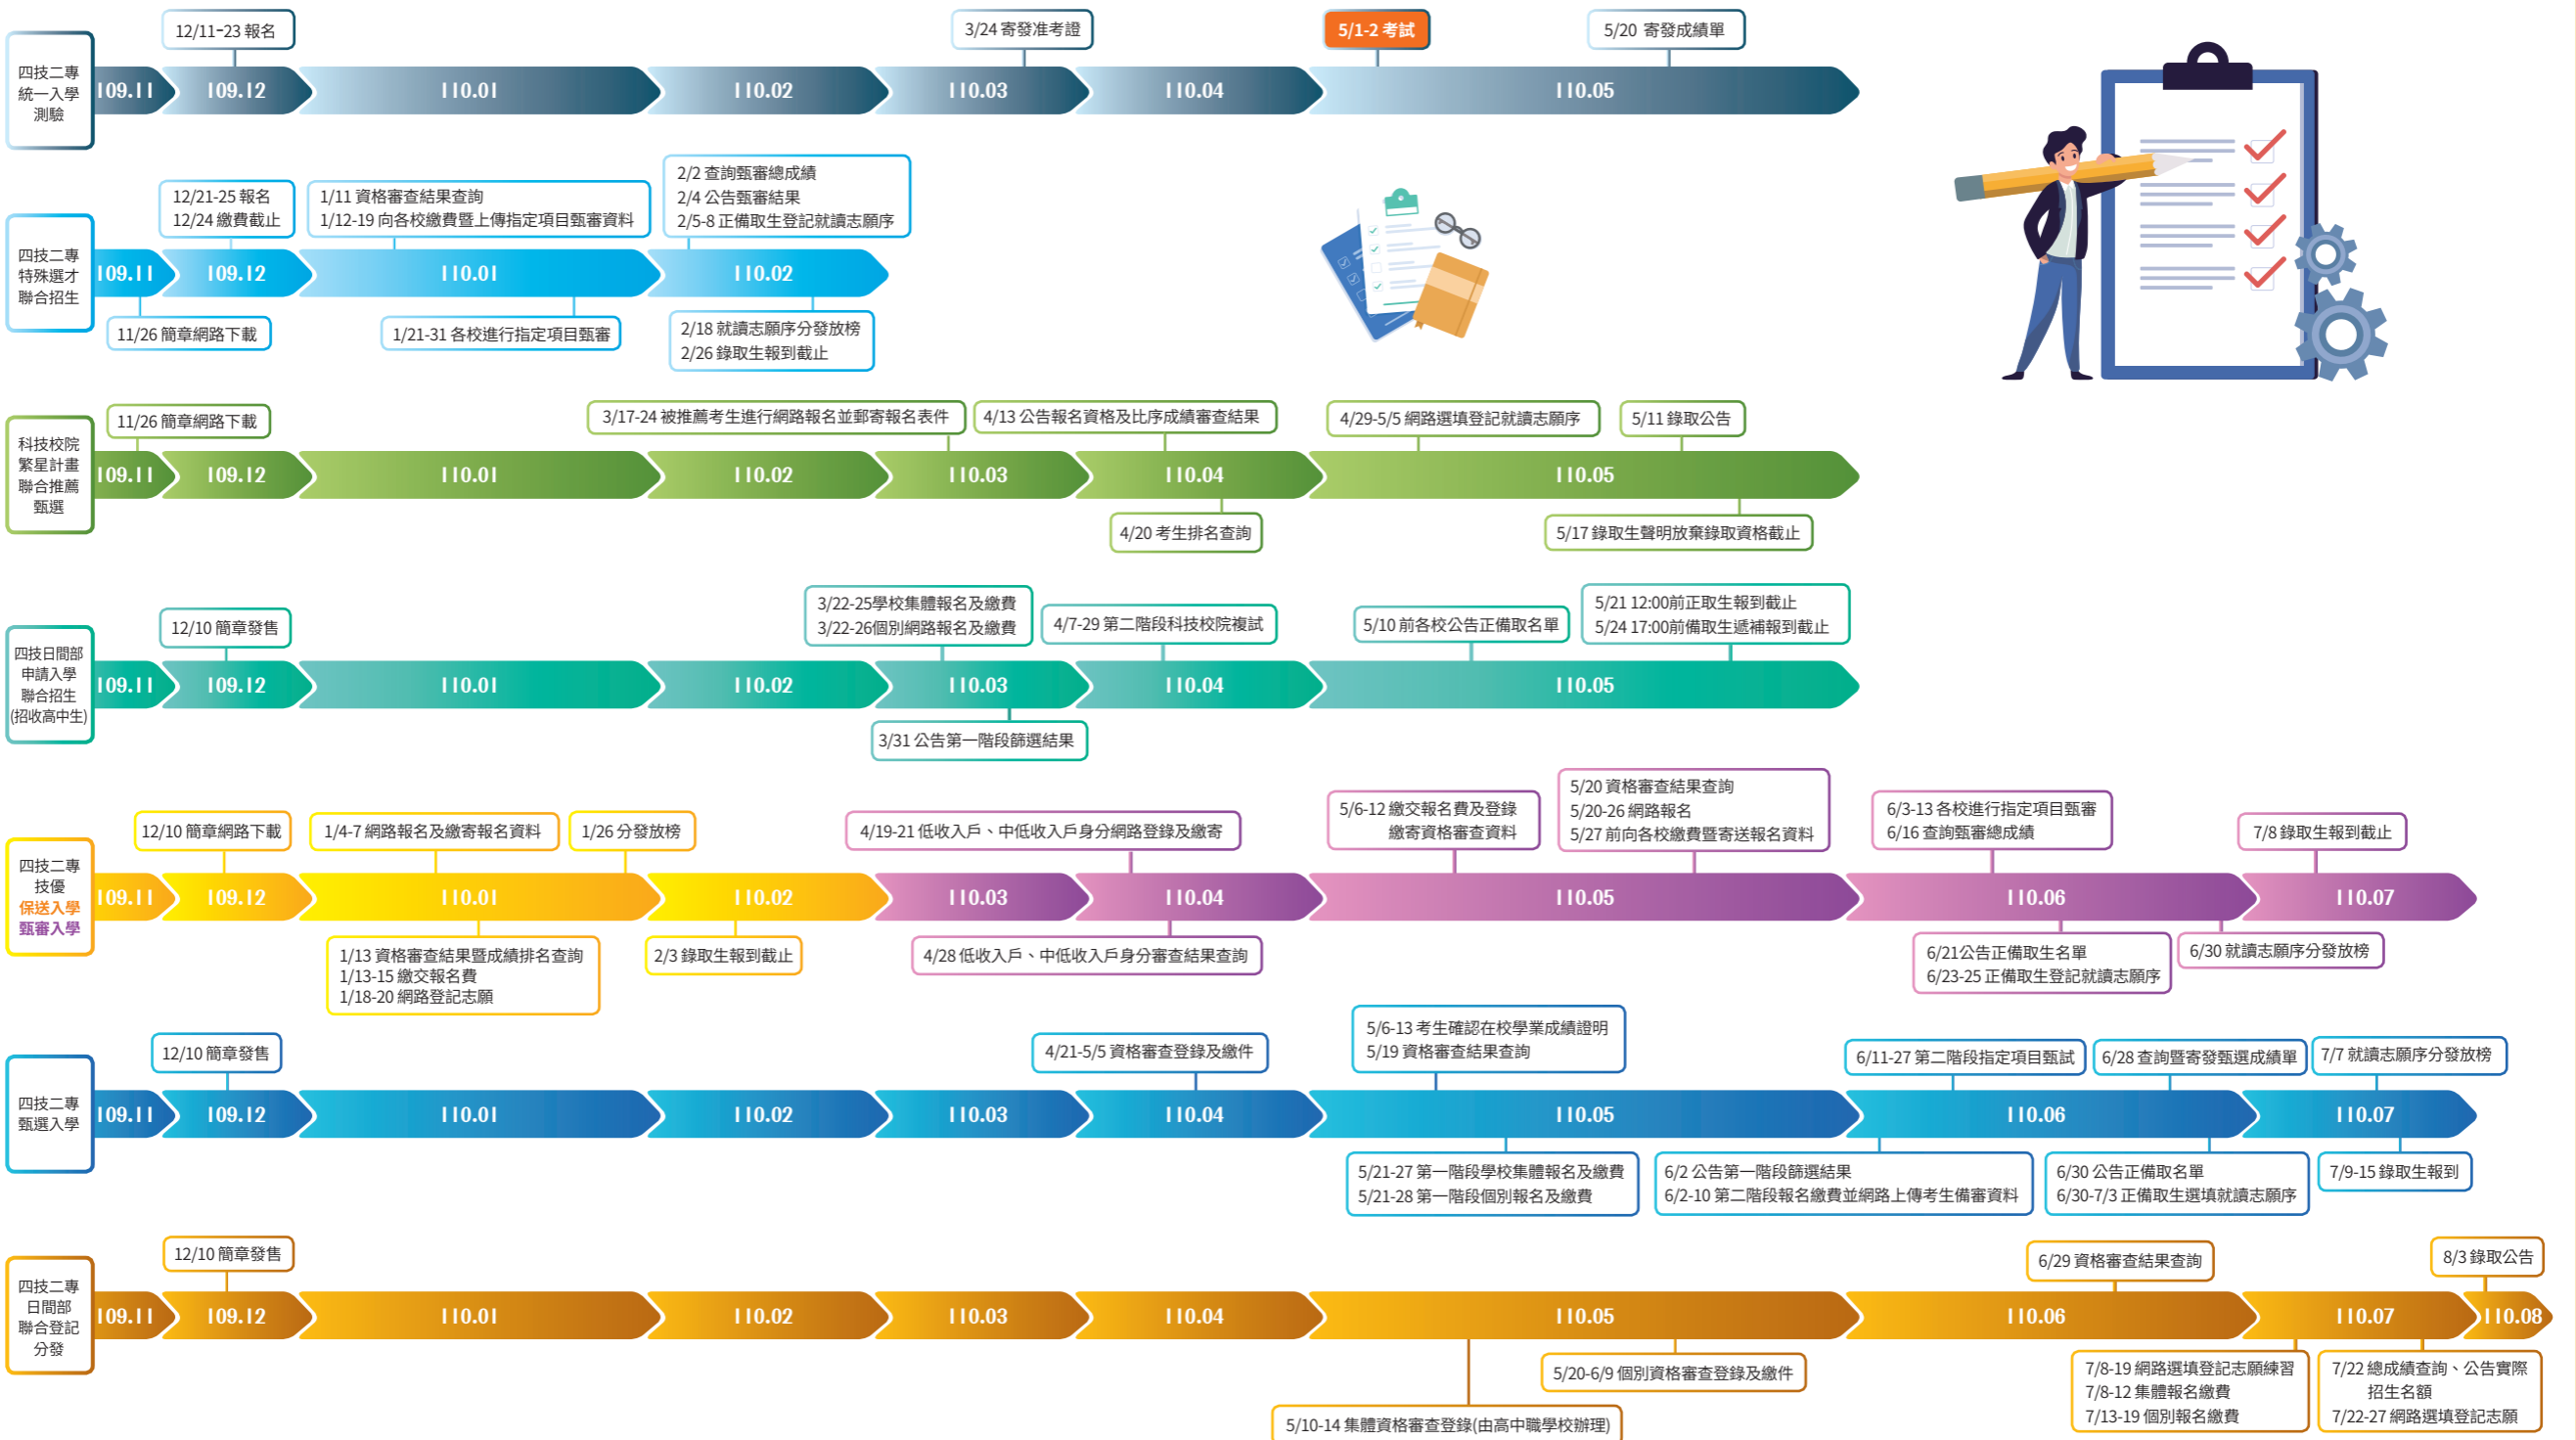 四技二專
統一入學
測驗
12/11-23 報名
3/24 寄發准考證
5/1-2 考試
5/20 寄發成績單
109.11
109.12
110.01
110.02
110.03
110.04
110.05
四技二專
特殊選才
聯合招生
12/21-25 報名
12/24 繳費截止
1/11 資格審查結果查詢
1/12-19 向各校繳費暨上傳指定項目甄審資料
2/2 查詢甄審總成績
2/4 公告甄審結果
2/5-8 正備取生登記就讀志願序
109.11
109.12
110.01
110.02
11/26 簡章網路下載
1/21-31 各校進行指定項目甄審
2/18 就讀志願序分發放榜
2/26 錄取生報到截止
科技校院
繁星計畫
聯合推薦
甄選
11/26 簡章網路下載
3/17-24 被推薦考生進行網路報名並郵寄報名表件
4/13 公告報名資格及比序成績審查結果
4/29-5/5 網路選填登記就讀志願序
5/11 錄取公告
109.11
109.12
110.01
110.02
110.03
110.04
110.05
4/20 考生排名查詢
5/17 錄取生聲明放棄錄取資格截止
四技日間部
申請入學
聯合招生
(招收高中生)
12/10 簡章發售
3/22-25學校集體報名及繳費
3/22-26個別網路報名及繳費
4/7-29 第二階段科技校院複試
5/10 前各校公告正備取名單
5/21 12:00前正取生報到截止
5/24 17:00前備取生遞補報到截止
109.11
109.12
110.01
110.02
110.03
110.04
110.05
3/31 公告第一階段篩選結果
四技二專
技優
保送入學
甄審入學
12/10 簡章網路下載
1/4-7 網路報名及繳寄報名資料
1/26 分發放榜
4/19-21 低收入戶、中低收入戶身分網路登錄及繳寄
5/6-12 繳交報名費及登錄
繳寄資格審查資料
5/20 資格審查結果查詢
5/20-26 網路報名
5/27 前向各校繳費暨寄送報名資料
6/3-13 各校進行指定項目甄審
6/16 查詢甄審總成績
7/8 錄取生報到截止
109.11
109.12
110.01
110.02
110.03
110.04
110.05
110.06
110.07
1/13 資格審查結果暨成績排名查詢
1/13-15 繳交報名費
1/18-20 網路登記志願
2/3 錄取生報到截止
4/28 低收入戶、中低收入戶身分審查結果查詢
6/21公告正備取生名單
6/23-25 正備取生登記就讀志願序
6/30 就讀志願序分發放榜
四技二專
甄選入學
12/10 簡章發售
4/21-5/5 資格審查登錄及繳件
5/6-13 考生確認在校學業成績證明
5/19 資格審查結果查詢
6/11-27 第二階段指定項目甄試
6/28 查詢暨寄發甄選成績單
7/7 就讀志願序分發放榜
109.11
109.12
110.01
110.02
110.03
110.04
110.05
110.06
110.07
5/21-27 第一階段學校集體報名及繳費
5/21-28 第一階段個別報名及繳費
6/2 公告第一階段篩選結果
6/2-10 第二階段報名繳費並網路上傳考生備審資料
6/30 公告正備取名單
6/30-7/3 正備取生選填就讀志願序
7/9-15 錄取生報到
四技二專
日間部
聯合登記
分發
12/10 簡章發售
6/29 資格審查結果查詢
8/3 錄取公告
109.11
109.12
110.01
110.02
110.03
110.04
110.05
110.06
110.07
110.08
5/10-14 集體資格審查登錄(由高中職學校辦理)
5/20-6/9 個別資格審查登錄及繳件
7/8-19 網路選填登記志願練習
7/8-12 集體報名繳費
7/13-19 個別報名繳費
7/22 總成績查詢、公告實際
招生名額
7/22-27 網路選填登記志願